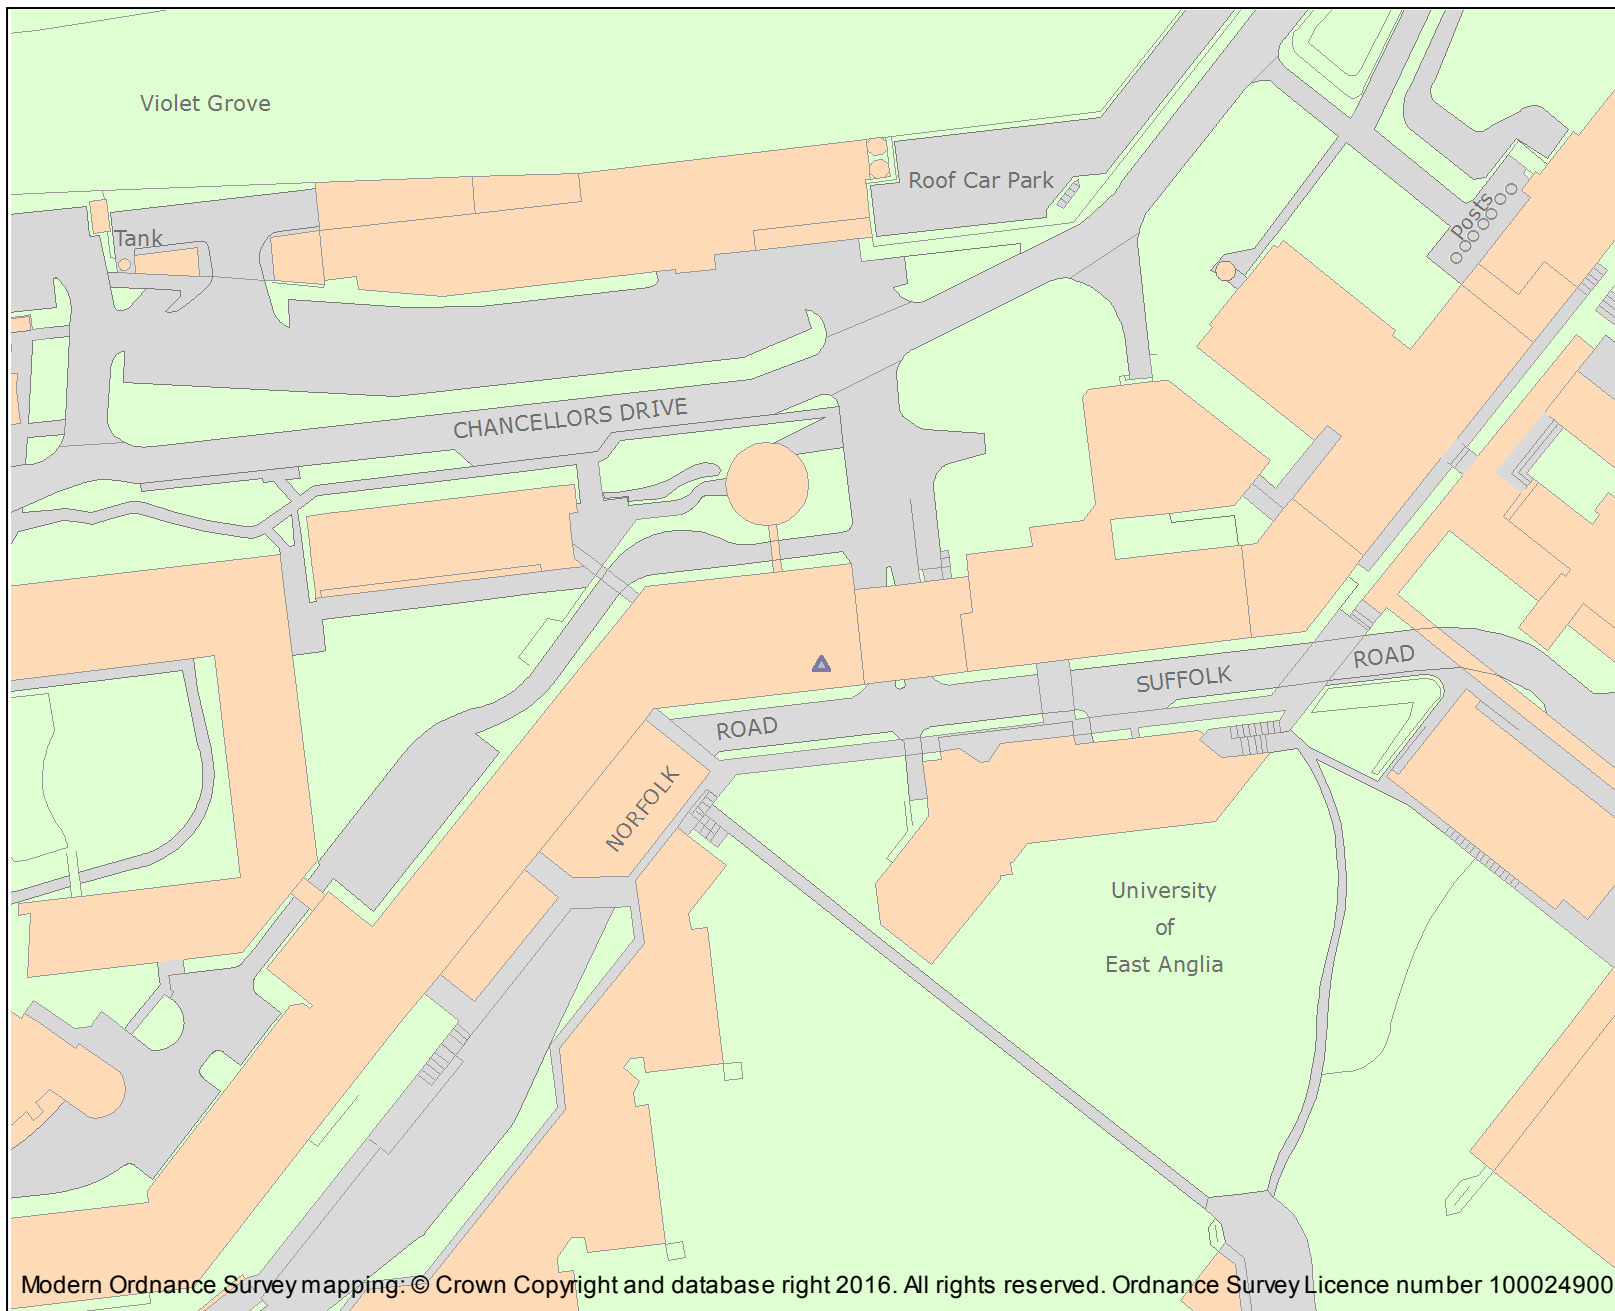 Violet Grove
Roof Car Park
Posts
Tank
CHANCELLORS DRIVE
ROAD
SUFFOLK
ROAD
NORFOLK
University
of
East Anglia
Modern Ordnance Survey mapping: © Crown Copyright and database right 2016. All rights reserved. Ordnance Survey Licence number 100024900